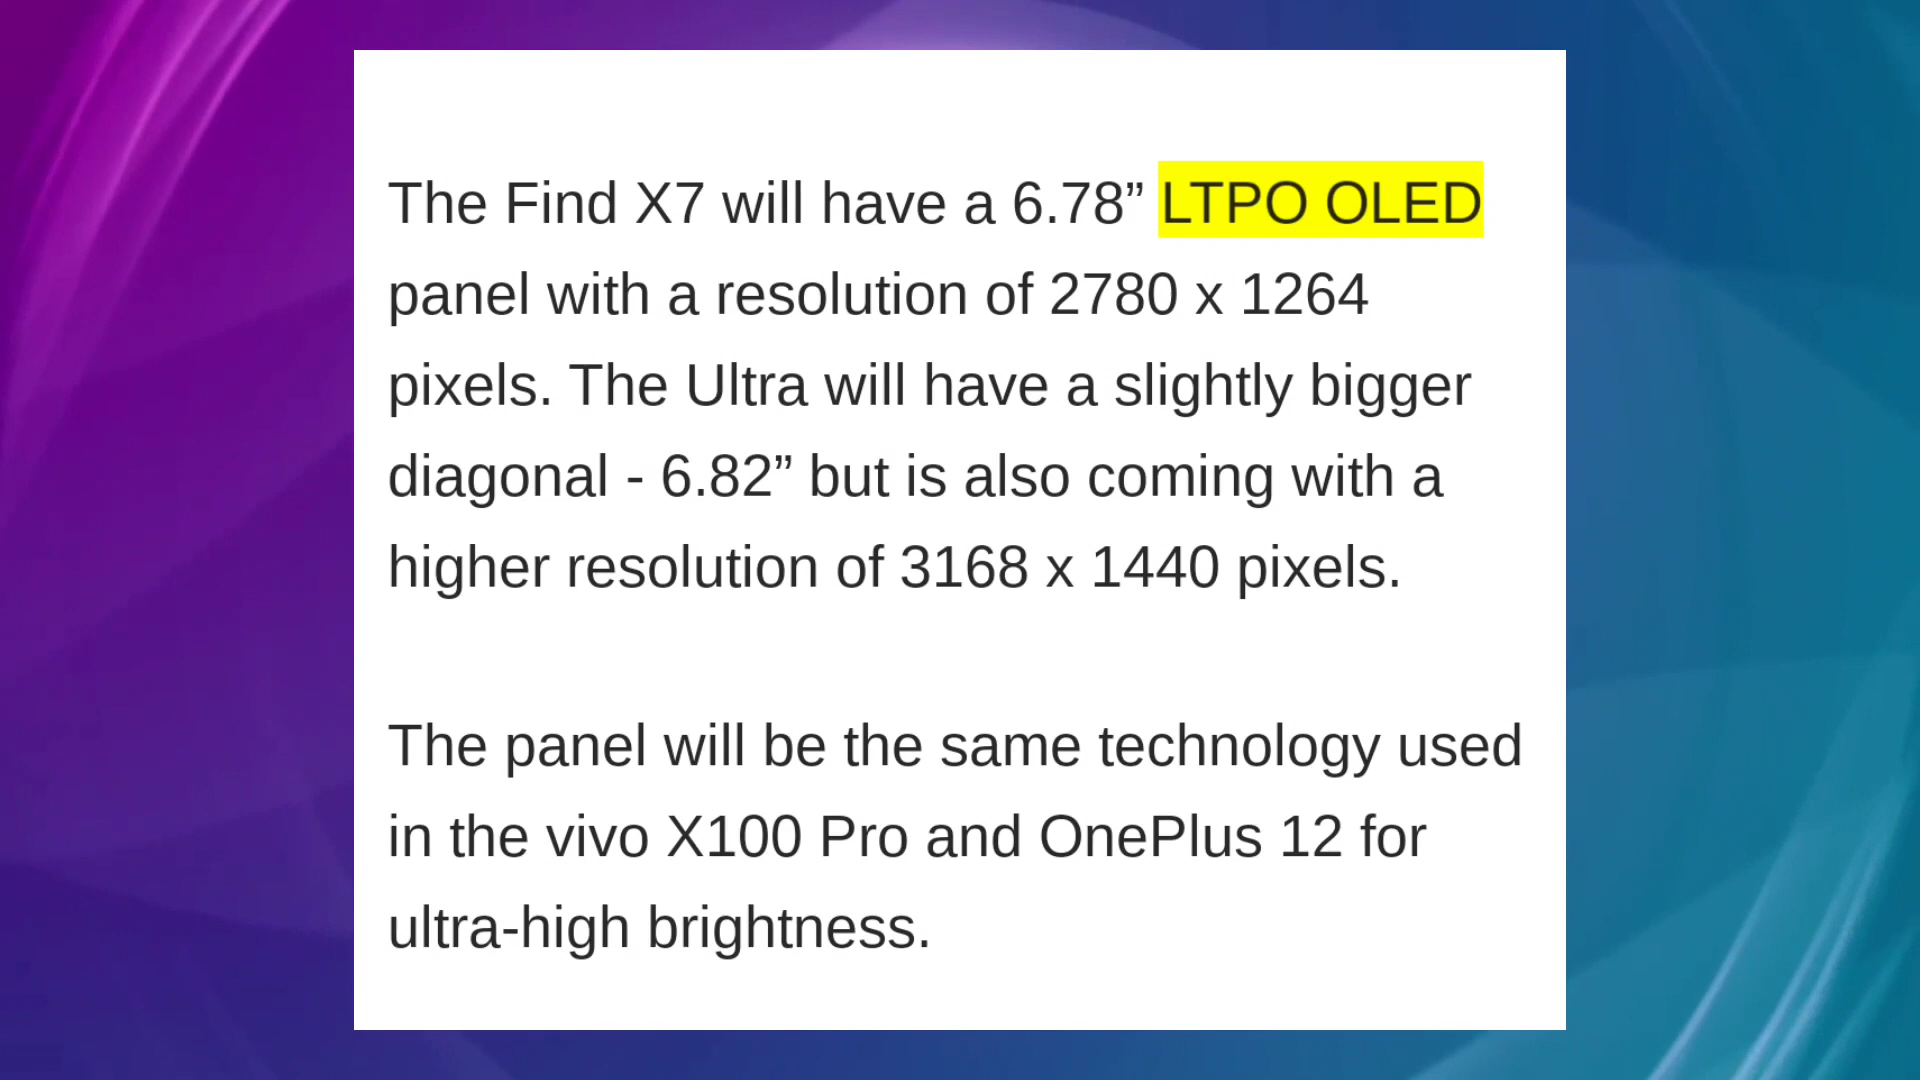 The Find X7 will have a 6.78” LTPO OLED
panel with a resolution of 2780 x 1264
pixels. The Ultra will have a slightly bigger
diagonal - 6.82” but is also coming with a
higher resolution of 3168 x 1440 pixels.
The panel will be the same technology used
in the vivo X100 Pro and OnePlus 12 for
ultra-high brightness.